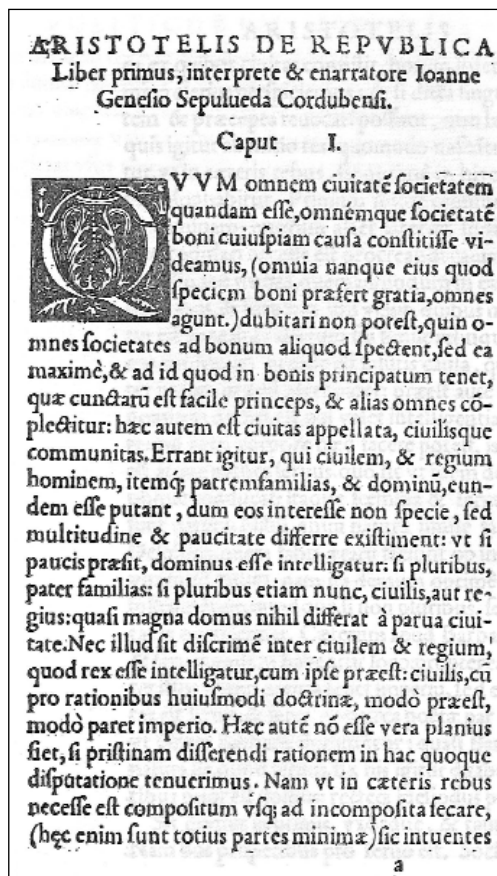 ARISTOTELIS DE REPVBLICA
Liber primus, interprete & enarratore Ioanne
Geneſio Sepulueda Cordubenſi.
Caput I.
QVVM omnem ciuitatẽ ſocietatem
quandam eſſe, omnémque ſocietatẽ
boni cuiuſpiam cauſa conſtitiſſe vi-
deamus, (omnia nanque eius quod
ſpeciem boni præfert gratia, omnes
agunt.) dubitari non poteſt, quin o-
mnes ſocietates ad bonum aliquod ſpectent, ſed ea
maximè, & ad id quod in bonis principatum tenet,
quæ cunctarũ eſt facile princeps, & alias omnes cõ-
plectitur: hæc autem eſt ciuitas appellata, ciuilisque
communitas. Errant igitur, qui ciuilem, & regium
hominem, itemq́; patremfamilias, & dominũ, eun-
dem eſſe putant, dum eos intereſſe non ſpecie, ſed
multitudine & paucitate differre exiſtiment: vt ſi
paucis præſit, dominus eſſe intelligatur: ſi pluribus,
pater familias: ſi pluribus etiam nunc, ciuilis, aut re-
gius: quaſi magna domus nihil differat à parua ciui-
tate. Nec illud ſit diſcrimẽ inter ciuilem & regium,
quod rex eſſe intelligatur, cum ipſe præeſt: ciuilis, cũ
pro rationibus huiuſmodi doctrinæ, modò præeſt,
modò paret imperio. Hæc autẽ nõ eſſe vera planius
fiet, ſi priſtinam diſſerendi rationem in hac quoque
diſputatione tenuerimus. Nam vt in cæteris rebus
neceſſe eſt compoſitum vſq; ad incompoſita ſecare,
(hęc enim ſunt totius partes minimæ) ſic intuentes
a